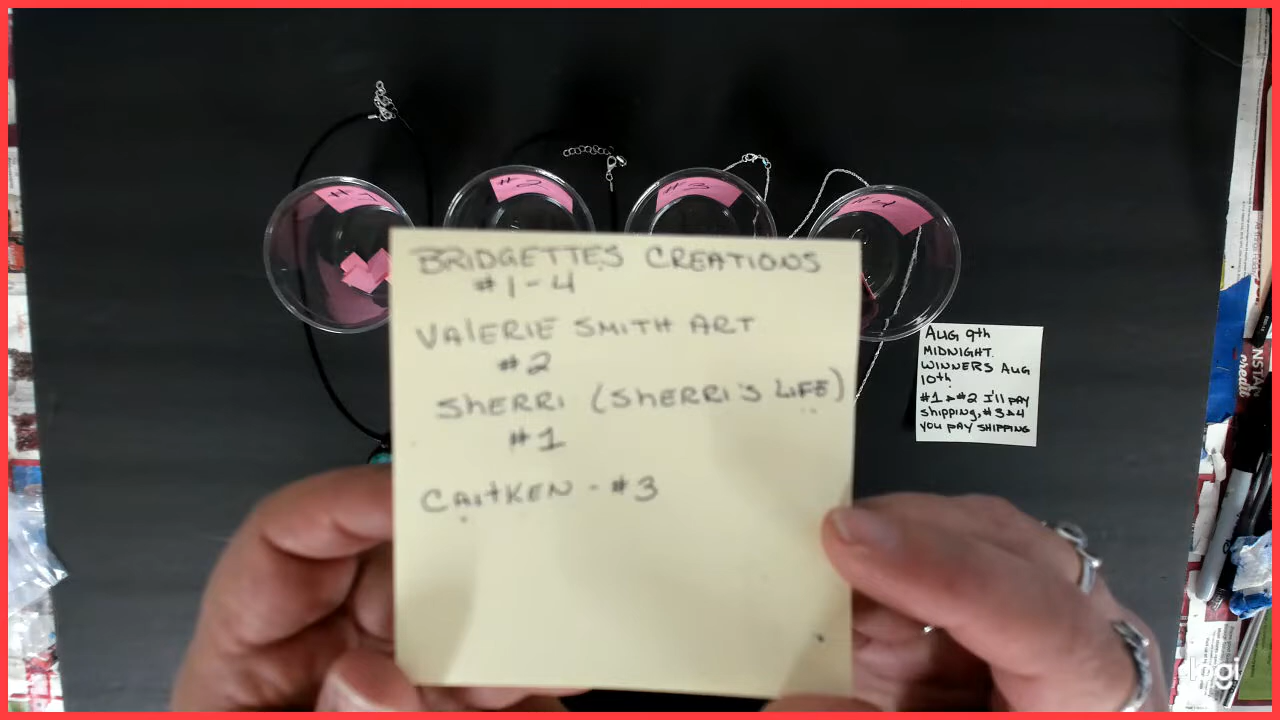 #1
#2
#3
#4
BRIDGETTES CREATIONS
#1-4
VALERIE SMITH ART
#2
SHERRI (SHERRI'S LIFE)
#1
CAITKEN - #3
AUG 9th
MIDNIGHT.
WINNERS AUG
10th
#1 & #2 I'll PAY
shipping, #3 & 4
you PAY SHIPPING
logi